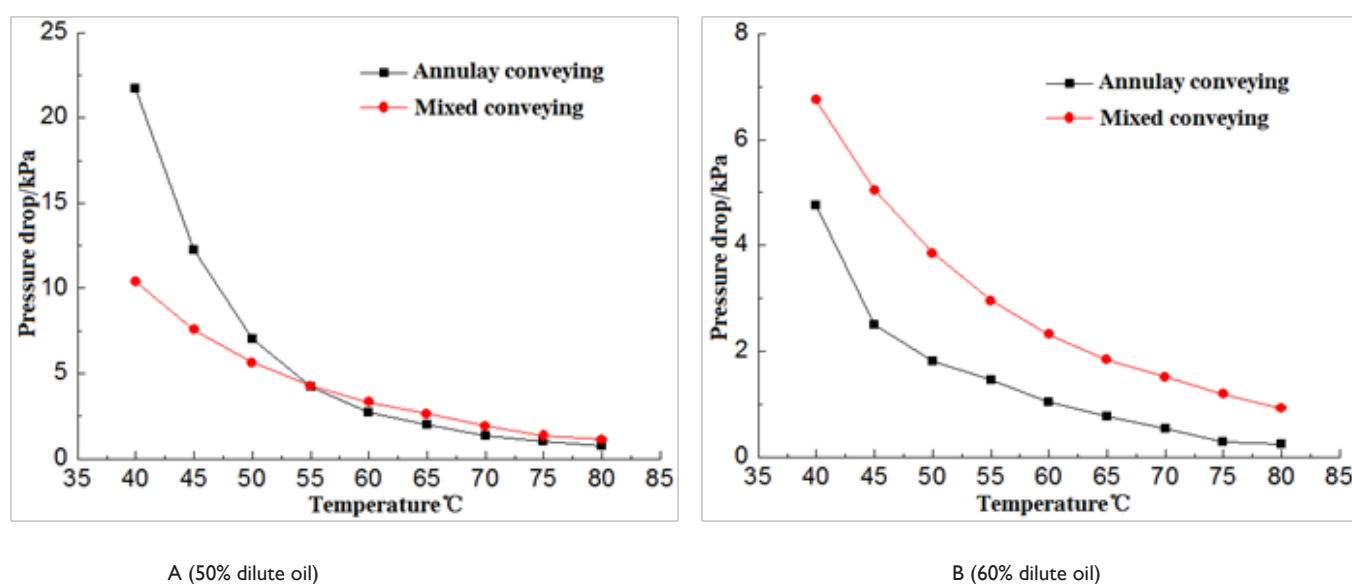 25
20
15
10
5
0
35 40 45 50 55 60 65 70 75 80 85
Pressure drop/kPa
Temperature℃
Annulay conveying
Mixed conveying
A (50% dilute oil)
8
6
4
2
0
35 40 45 50 55 60 65 70 75 80 85
Pressure drop/kPa
Temperature℃
Annulay conveying
Mixed conveying
B (60% dilute oil)